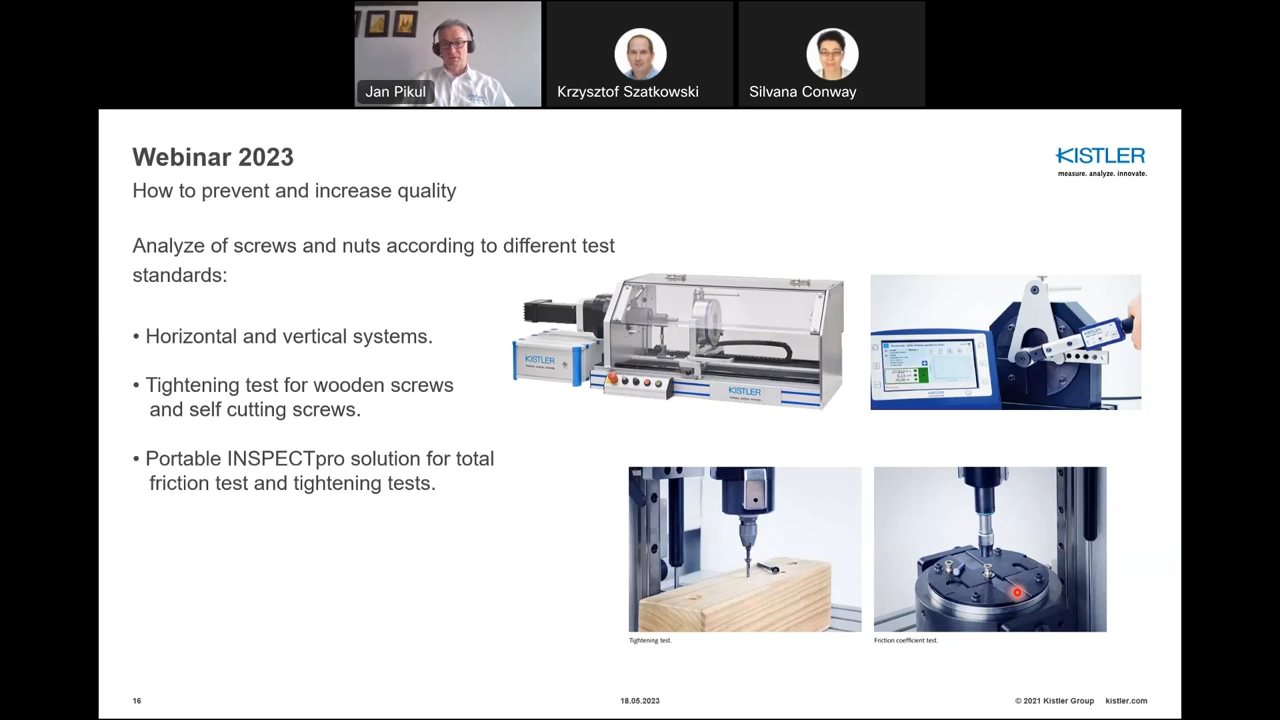 Jan Pikul
Krzysztof Szatkowski
Silvana Conway
Webinar 2023
KISTLER
measure. analyze. innovate.
How to prevent and increase quality
Analyze of screws and nuts according to different test
standards:
• Horizontal and vertical systems.
• Tightening test for wooden screws
and self cutting screws.
• Portable INSPECTpro solution for total
friction test and tightening tests.
KISTLER
KISTLER
KISTLER
KISTLER
Tightening test.
Friction coefficient test.
16
18.05.2023
© 2021 Kistler Group
kistler.com